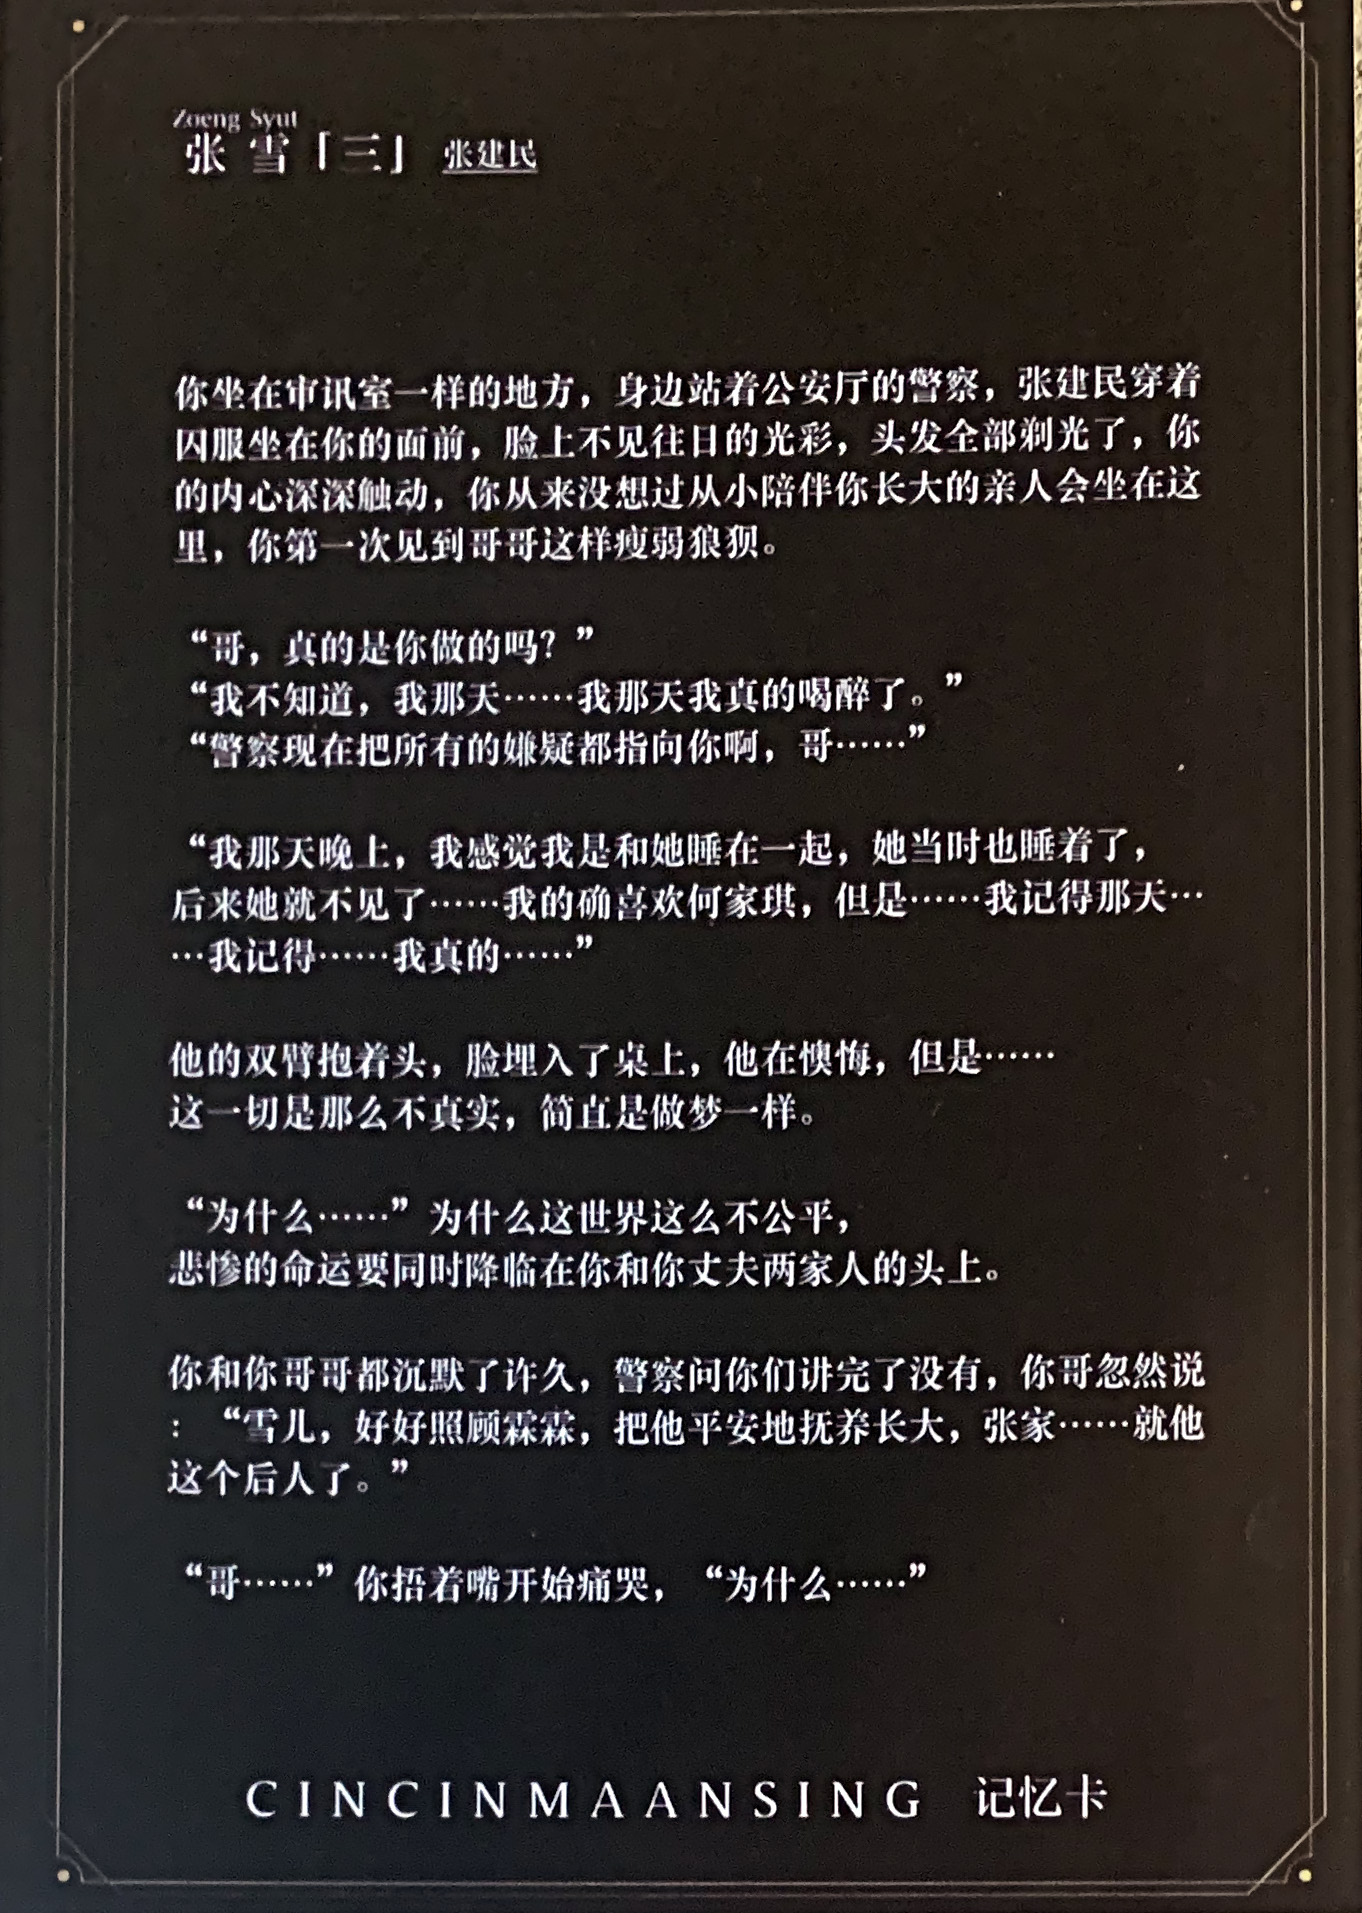 Zoeng Syut
张 雪「三」 张建民
你坐在审讯室一样的地方，身边站着公安厅的警察，张建民穿着
囚服坐在你的面前，脸上不见往日的光彩，头发全部剃光了，你
的内心深深触动，你从来没想过从小陪伴你长大的亲人会坐在这
里，你第一次见到哥哥这样瘦弱狼狈。
“哥，真的是你做的吗？”
“我不知道，我那天……我那天我真的喝醉了。”
“警察现在把所有的嫌疑都指向你啊，哥……”
“我那天晚上，我感觉我是和她睡在一起，她当时也睡着了，
后来她就不见了……我的确喜欢何家琪，但是……我记得那天…
…我记得……我真的……”
他的双臂抱着头，脸埋入了桌上，他在懊悔，但是……
这一切是那么不真实，简直是做梦一样。
“为什么……”为什么这世界这么不公平，
悲惨的命运要同时降临在你和你丈夫两家人的头上。
你和你哥哥都沉默了许久，警察问你们讲完了没有，你哥忽然说
：“雪儿，好好照顾霖霖，把他平安地抚养长大，张家……就他
这个后人了。”
“哥……”你捂着嘴开始痛哭，“为什么……”
CINCINMAANSING 记忆卡